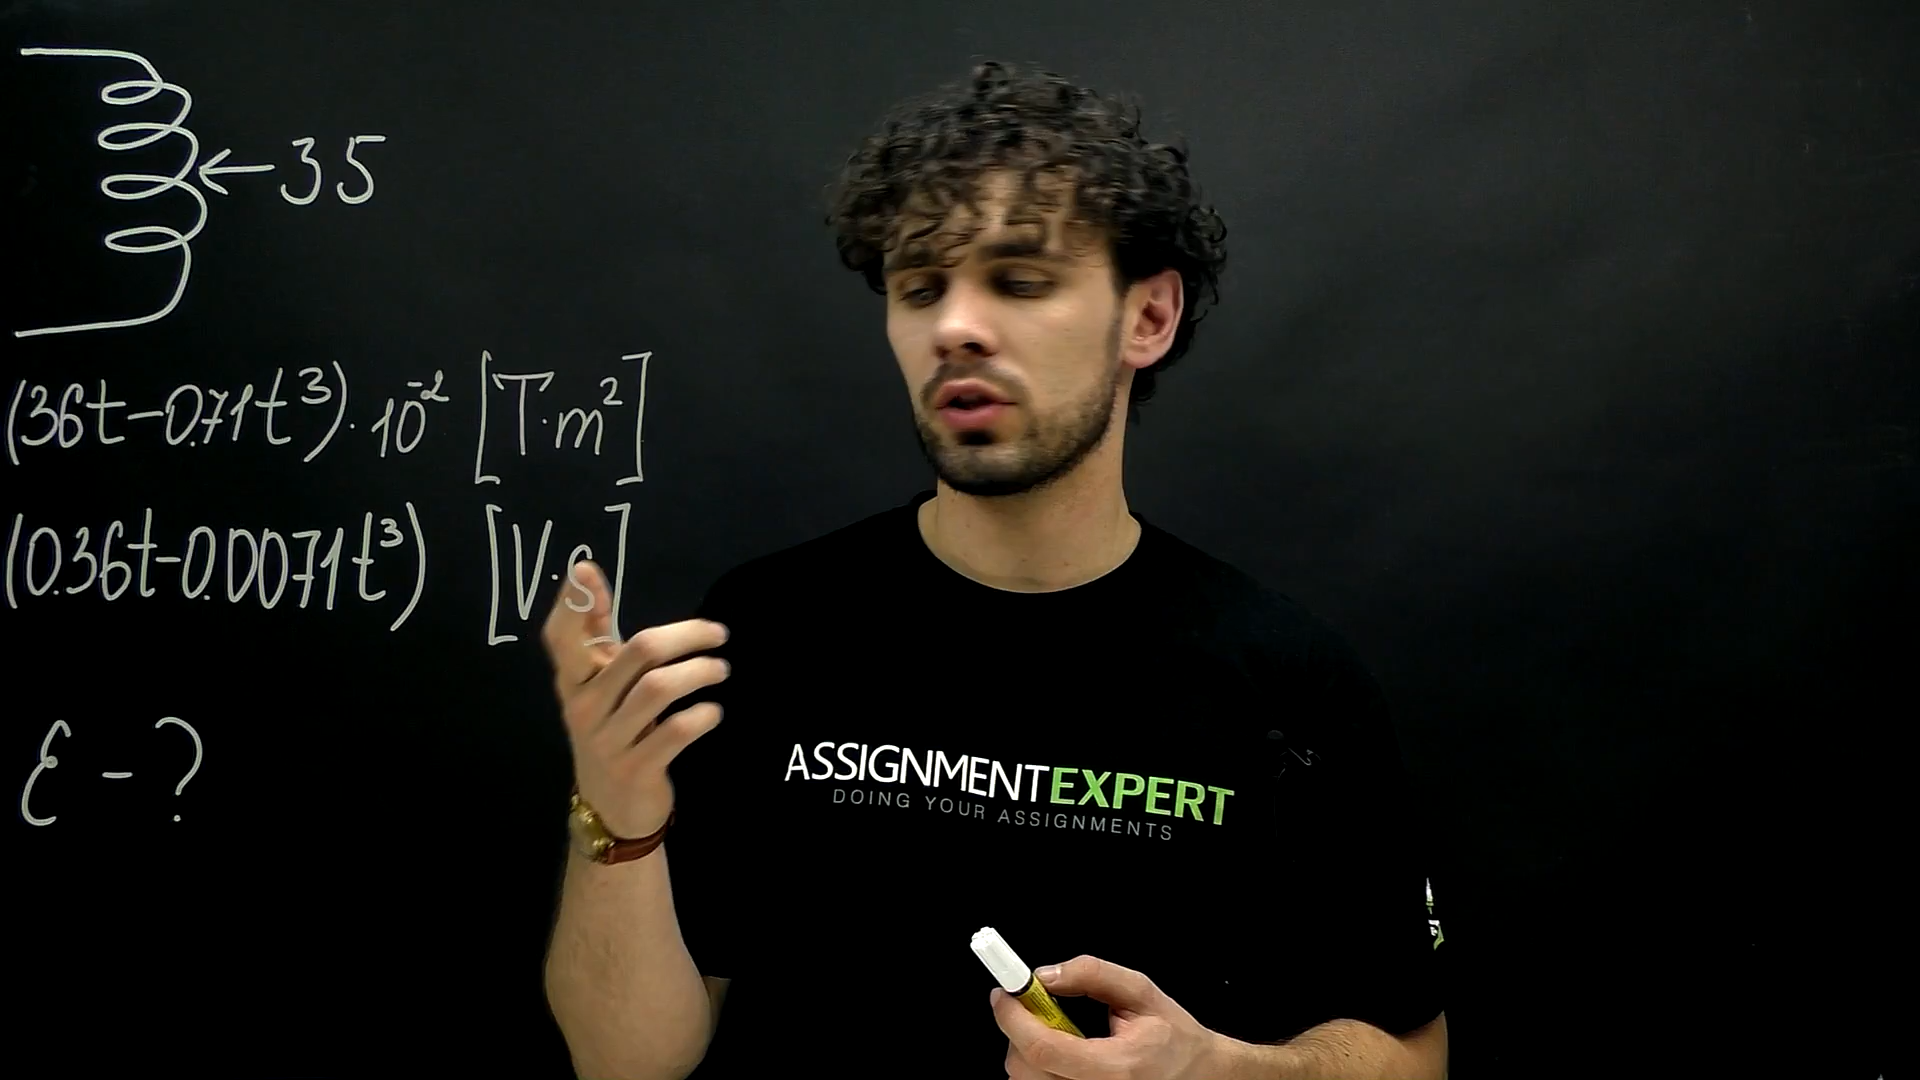 ←35
(36t-0.71t³)·10⁻² [T·m²]
(0.36t-0.0071t³) [V·s]
ε-?
ASSIGNMENTEXPERT
DOING YOUR ASSIGNMENTS